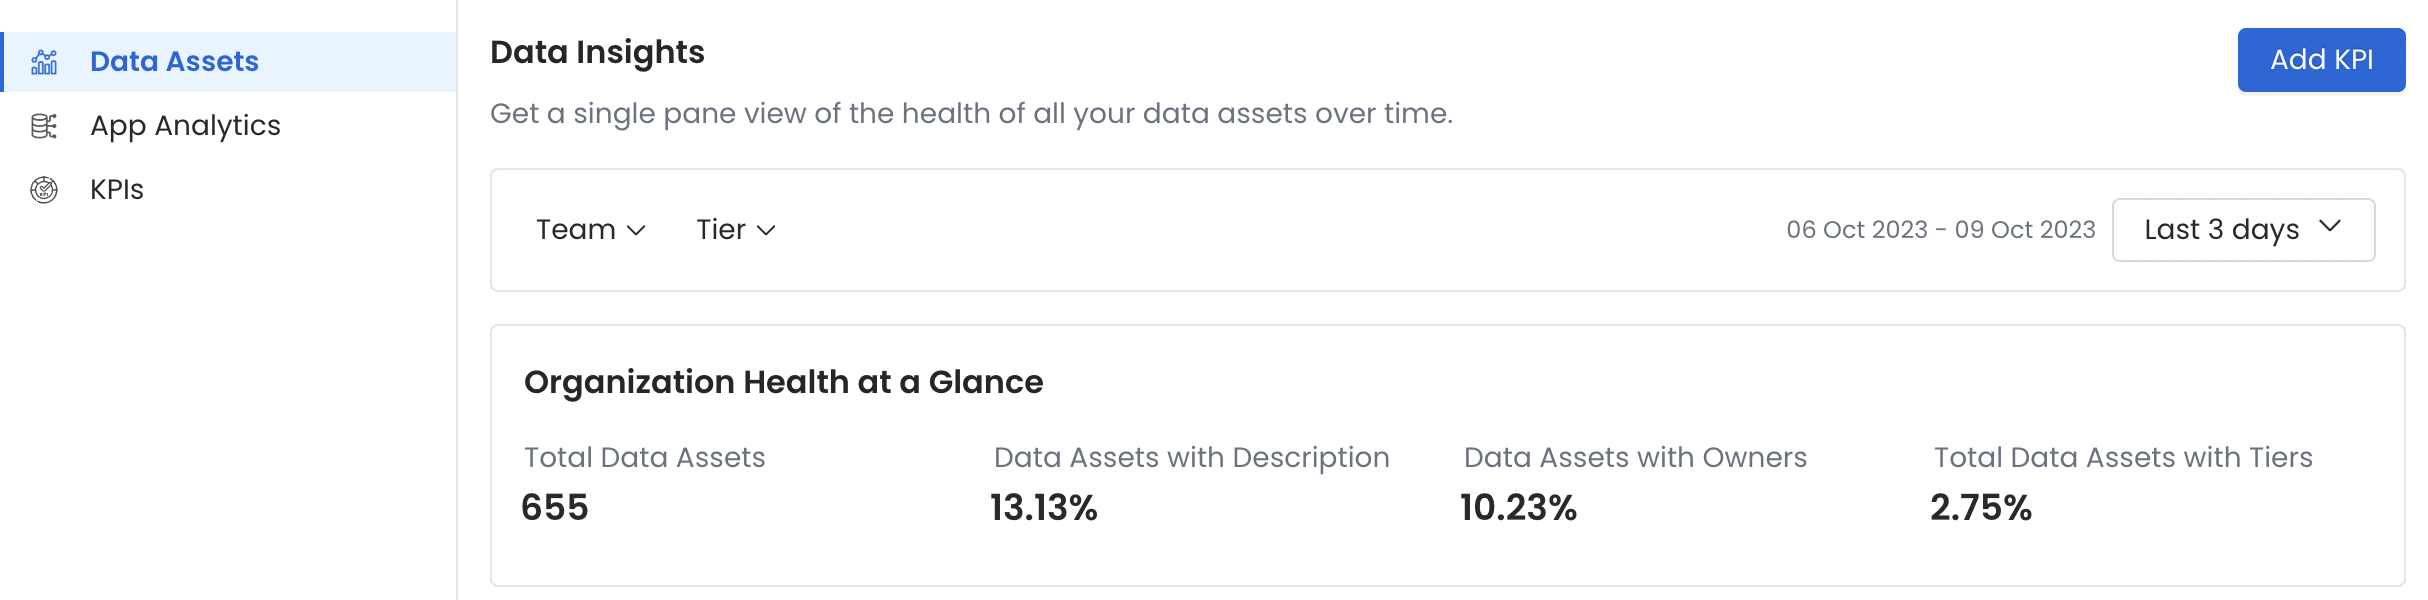 Data Assets
App Analytics
KPIs
Data Insights
Add KPI
Get a single pane view of the health of all your data assets over time.
Team
Tier
06 Oct 2023 - 09 Oct 2023
Last 3 days
Organization Health at a Glance
Total Data Assets
655
Data Assets with Description
13.13%
Data Assets with Owners
10.23%
Total Data Assets with Tiers
2.75%